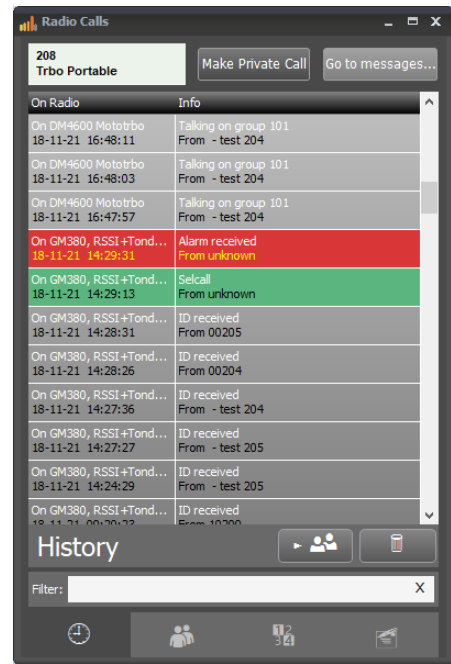 Radio Calls
208
Trbo Portable
Make Private Call
Go to messages...
On Radio Info
On DM4600 Mototrbo Talking on group 101
18-11-21 16:48:11 From - test 204
On DM4600 Mototrbo Talking on group 101
18-11-21 16:48:03 From - test 204
On DM4600 Mototrbo Talking on group 101
18-11-21 16:47:57 From - test 204
On GM380, RSSI+Tond... Alarm received
18-11-21 14:29:31 From unknown
On GM380, RSSI+Tond... Selcall
18-11-21 14:29:13 From unknown
On GM380, RSSI+Tond... ID received
18-11-21 14:28:31 From 00205
On GM380, RSSI+Tond... ID received
18-11-21 14:28:26 From 00204
On GM380, RSSI+Tond... ID received
18-11-21 14:27:36 From - test 204
On GM380, RSSI+Tond... ID received
18-11-21 14:27:27 From - test 205
On GM380, RSSI+Tond... ID received
18-11-21 14:24:29 From - test 205
On GM380, RSSI+Tond... ID received
18-11-21 From
History
Filter: X
1 2
3 4